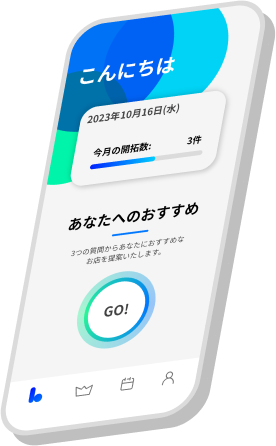 こんにちは
2023年10月16日(水)
今月の開拓数: 3件
あなたへのおすすめ
3つの質問からあなたにおすすめな
お店を提案いたします。
GO!